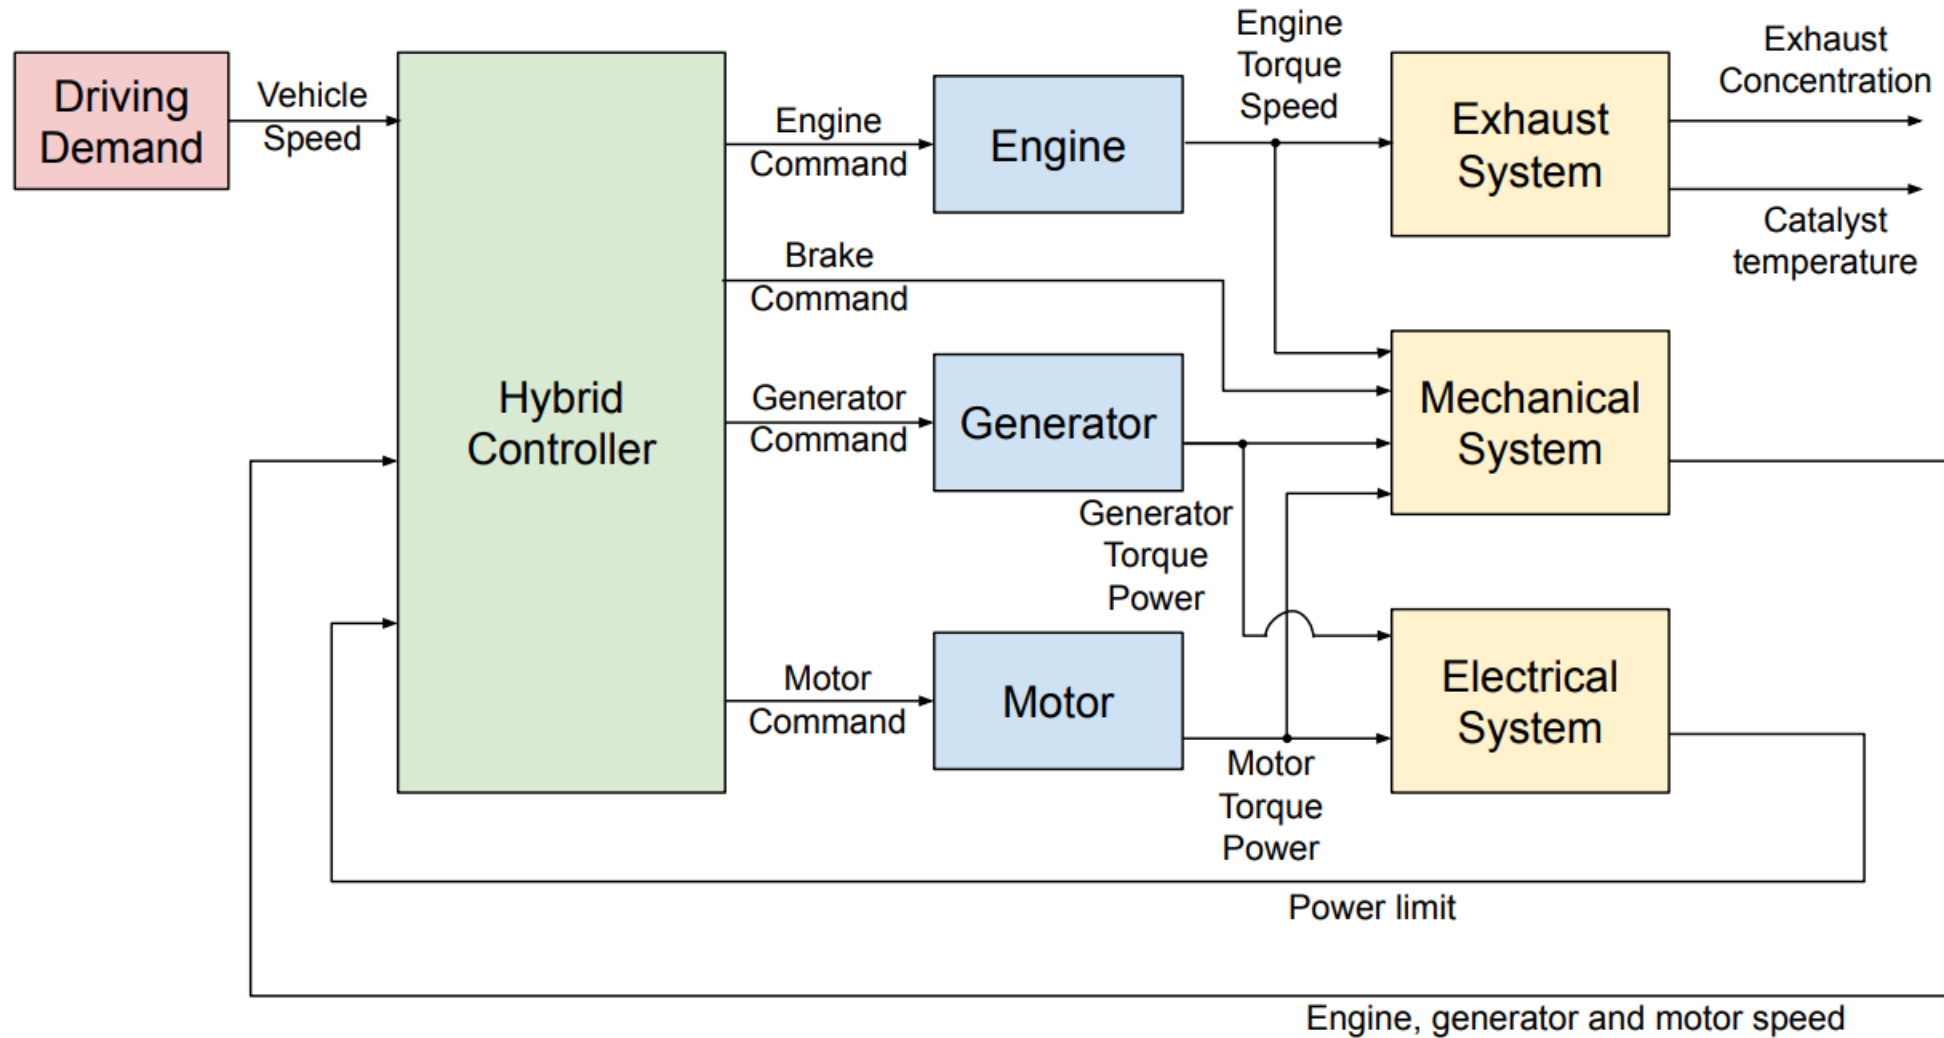 Driving
Demand
Vehicle
Speed
Hybrid
Controller
Engine
Command
Brake
Command
Generator
Command
Motor
Command
Engine
Generator
Motor
Engine
Torque
Speed
Generator
Torque
Power
Motor
Torque
Power
Exhaust
System
Mechanical
System
Electrical
System
Exhaust
Concentration
Catalyst
temperature
Power limit
Engine, generator and motor speed